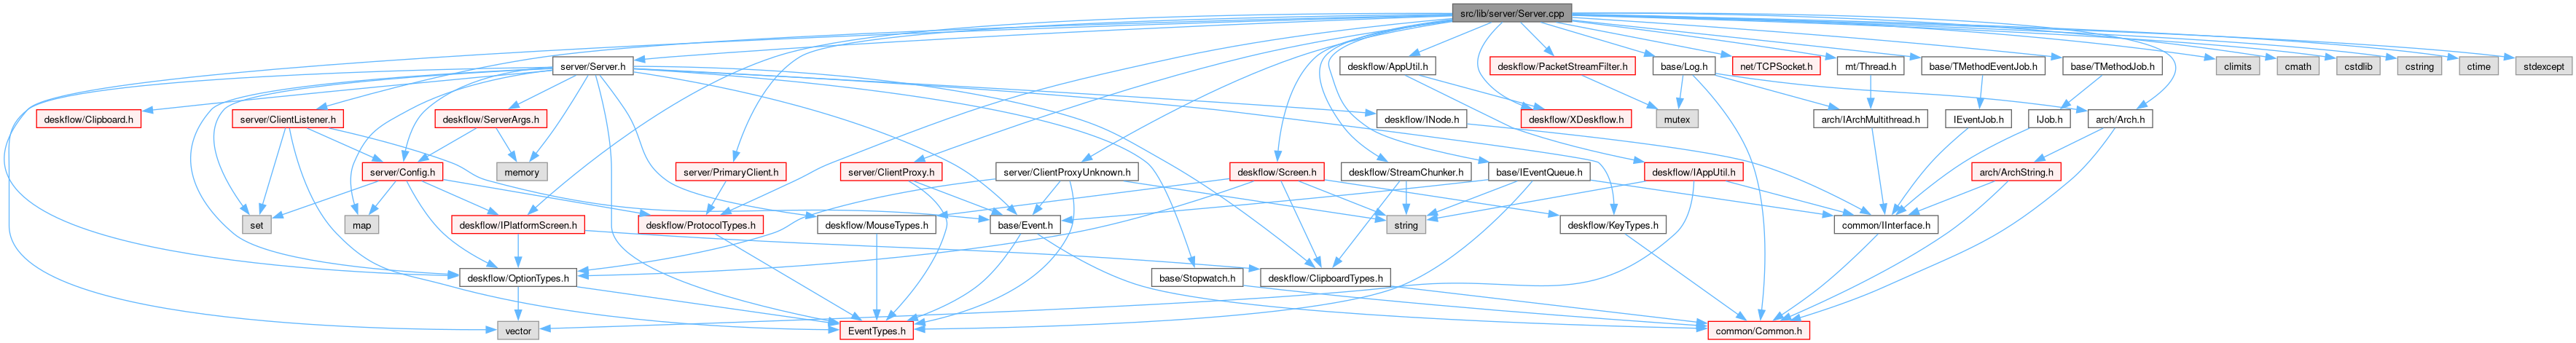 src/lib/server/Server.cpp
server/Server.h
deskflow/AppUtil.h
deskflow/PacketStreamFilter.h
base/Log.h
net/TCPSocket.h
mt/Thread.h
base/TMethodEventJob.h
base/TMethodJob.h
climits
cmath
cstdlib
cstring
ctime
stdexcept
deskflow/Clipboard.h
server/ClientListener.h
deskflow/ServerArgs.h
deskflow/INode.h
deskflow/XDeskflow.h
mutex
arch/IArchMultithread.h
IEventJob.h
IJob.h
arch/Arch.h
server/Config.h
memory
server/PrimaryClient.h
server/ClientProxy.h
server/ClientProxyUnknown.h
deskflow/Screen.h
deskflow/StreamChunker.h
base/IEventQueue.h
deskflow/IAppUtil.h
arch/ArchString.h
set
map
deskflow/IPlatformScreen.h
deskflow/ProtocolTypes.h
deskflow/MouseTypes.h
base/Event.h
string
deskflow/KeyTypes.h
common/IInterface.h
deskflow/OptionTypes.h
base/Stopwatch.h
deskflow/ClipboardTypes.h
vector
EventTypes.h
common/Common.h